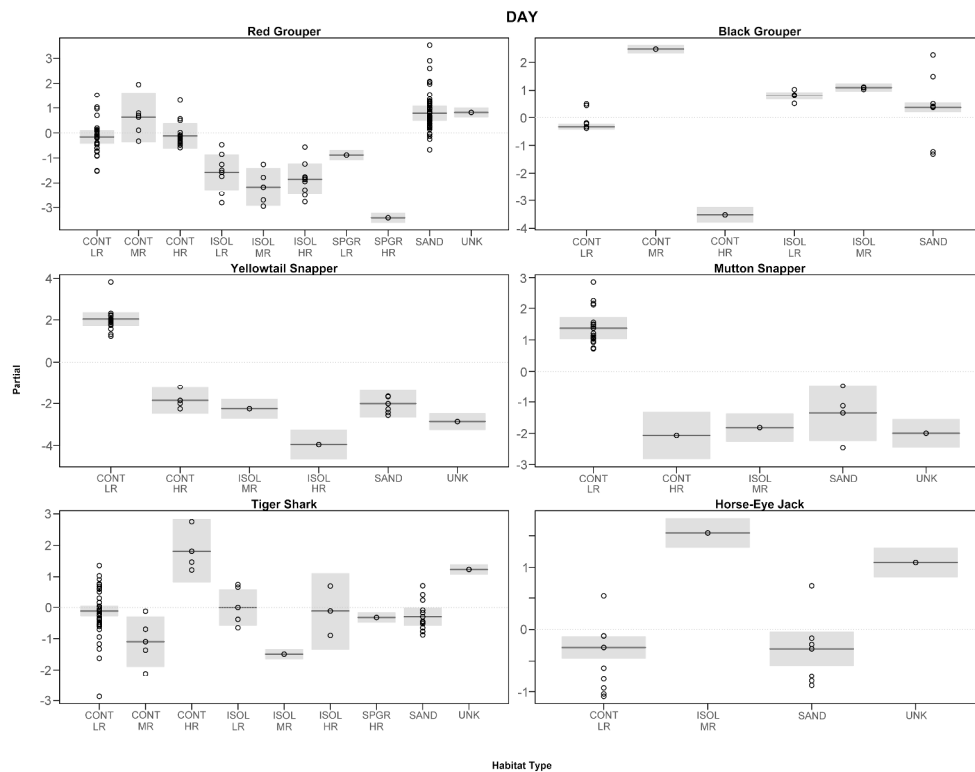 DAY
Red Grouper
3
2
1
0
-1
-2
-3
CONT CONT CONT ISOL ISOL ISOL SPGR SPGR SAND UNK
LR MR HR LR MR HR LR HR
Black Grouper
2
1
0
-1
-2
-3
-4
CONT CONT CONT ISOL ISOL SAND
LR MR HR LR MR
Partial
Yellowtail Snapper
4
2
0
-2
-4
CONT CONT ISOL ISOL SAND UNK
LR HR MR HR
Mutton Snapper
3
2
1
0
-1
-2
-3
CONT CONT ISOL SAND UNK
LR HR MR
Tiger Shark
3
2
1
0
-1
-2
-3
CONT CONT CONT ISOL ISOL ISOL SPGR SAND UNK
LR MR HR LR MR HR HR
Horse-Eye Jack
1
0
-1
CONT ISOL SAND UNK
LR MR
Habitat Type